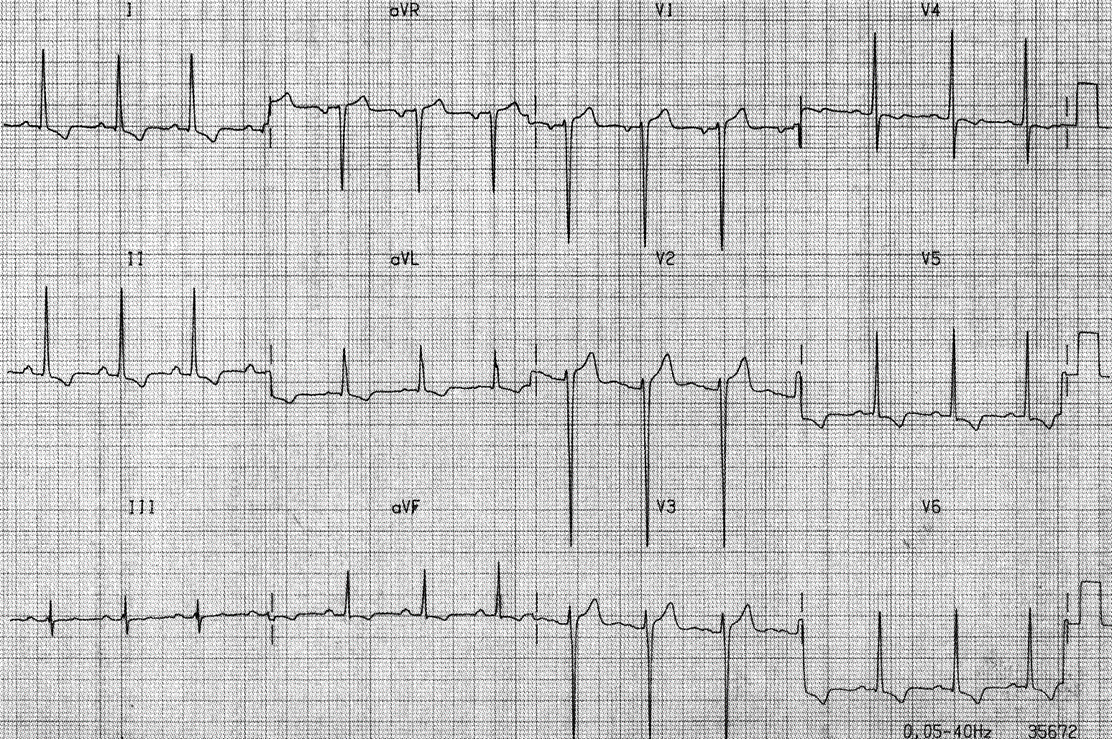 I aVR V1 V4
II aVL V2 V5
III aVF V3 V6
0,05-40Hz 35672